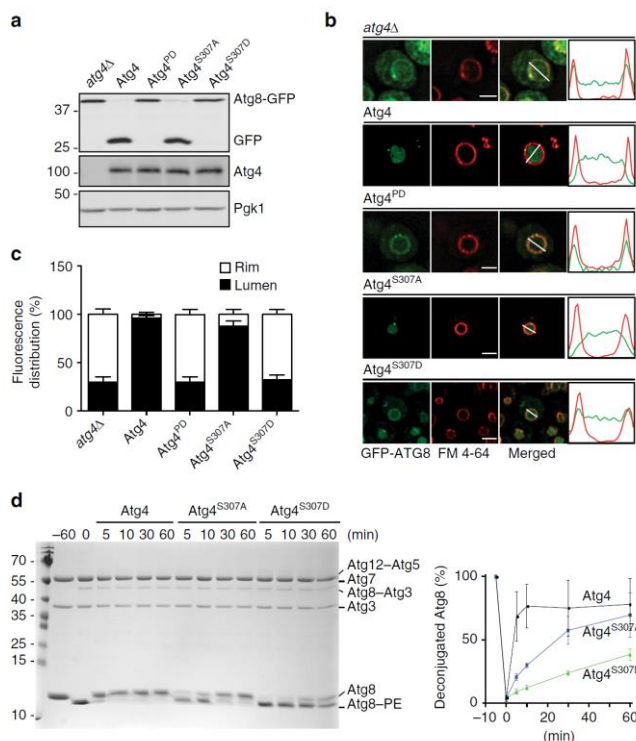 a
atg4Δ
Atg4
Atg4PD
Atg4S307A
Atg4S307D
37
25
100
50
Atg8-GFP
GFP
Atg4
Pgk1
b
atg4Δ
Atg4
Atg4PD
Atg4S307A
Atg4S307D
GFP-ATG8 FM 4-64 Merged
c
Fluorescence
distribution (%)
150
100
50
0
Rim
Lumen
atg4Δ
Atg4
Atg4PD
Atg4S307A
Atg4S307D
d
Atg4 Atg4S307A Atg4S307D
−60 0 5 10 30 60 5 10 30 60 5 10 30 60 (min)
70
55
40
35
25
15
10
Atg12–Atg5
Atg7
Atg8–Atg3
Atg3
Atg8
Atg8–PE
Deconjugated Atg8 (%)
100
50
0
Atg4
Atg4S307A
Atg4S307D
−10 0 20 40 60
(min)